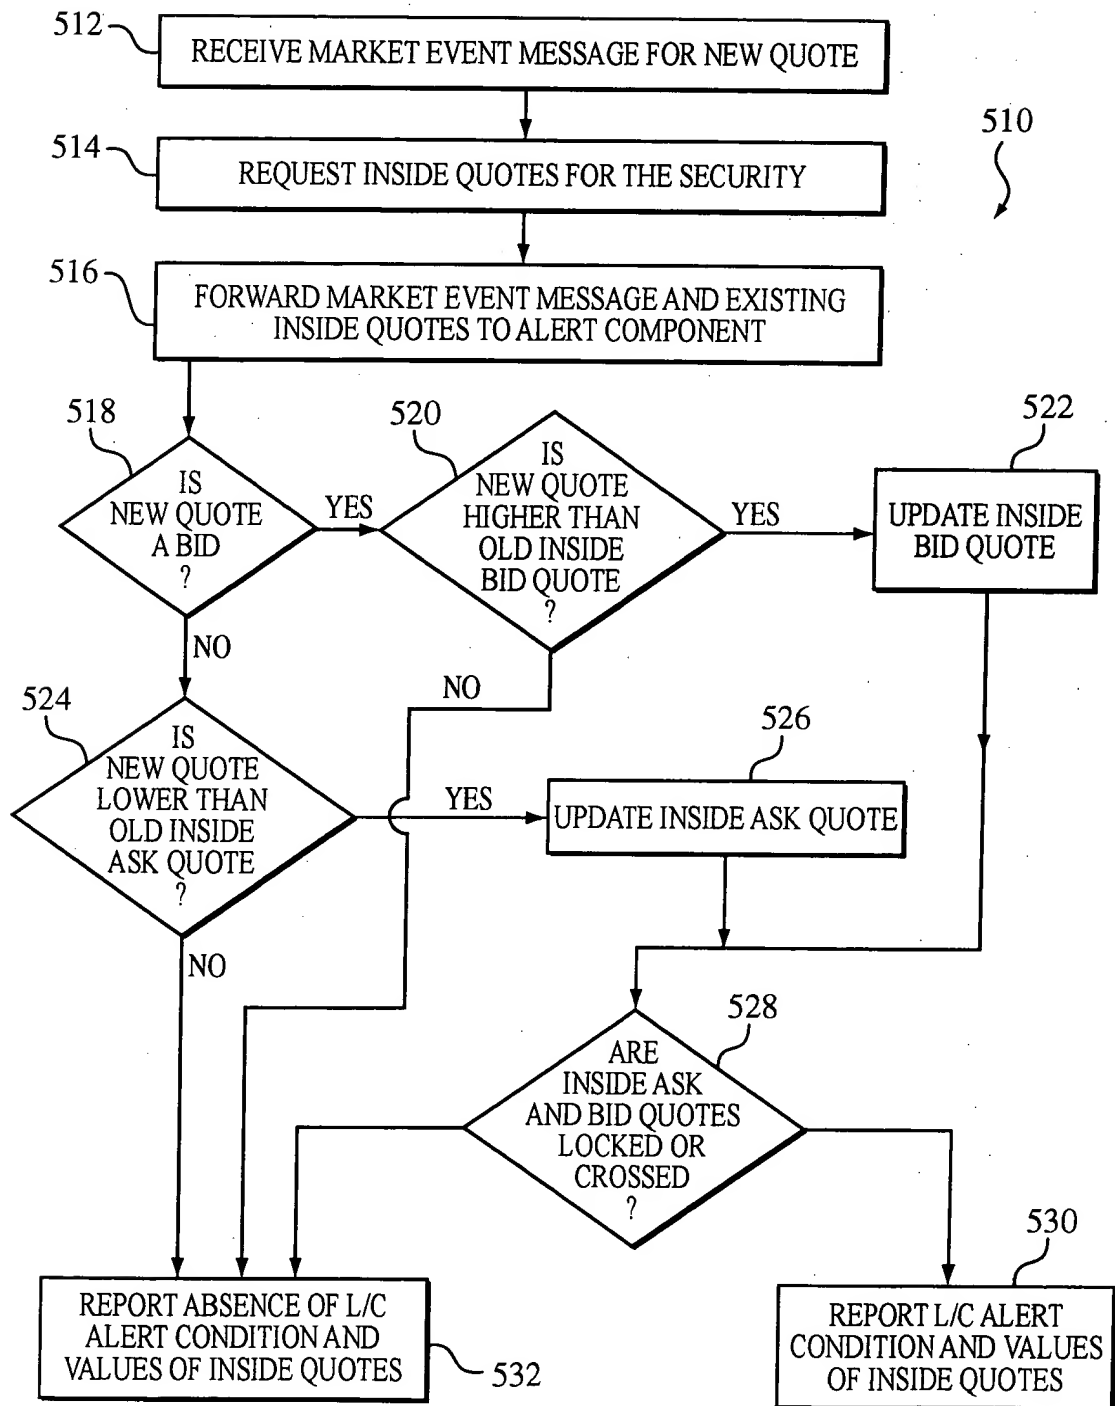 512
RECEIVE MARKET EVENT MESSAGE FOR NEW QUOTE
510
514
REQUEST INSIDE QUOTES FOR THE SECURITY
516
FORWARD MARKET EVENT MESSAGE AND EXISTING
INSIDE QUOTES TO ALERT COMPONENT
518
IS
NEW QUOTE
A BID
?
YES
NO
520
IS
NEW QUOTE
HIGHER THAN
OLD INSIDE
BID QUOTE
?
YES
NO
522
UPDATE INSIDE
BID QUOTE
524
IS
NEW QUOTE
LOWER THAN
OLD INSIDE
ASK QUOTE
?
YES
NO
526
UPDATE INSIDE ASK QUOTE
528
ARE
INSIDE ASK
AND BID QUOTES
LOCKED OR
CROSSED
?
530
REPORT L/C ALERT
CONDITION AND VALUES
OF INSIDE QUOTES
REPORT ABSENCE OF L/C
ALERT CONDITION AND
VALUES OF INSIDE QUOTES
532